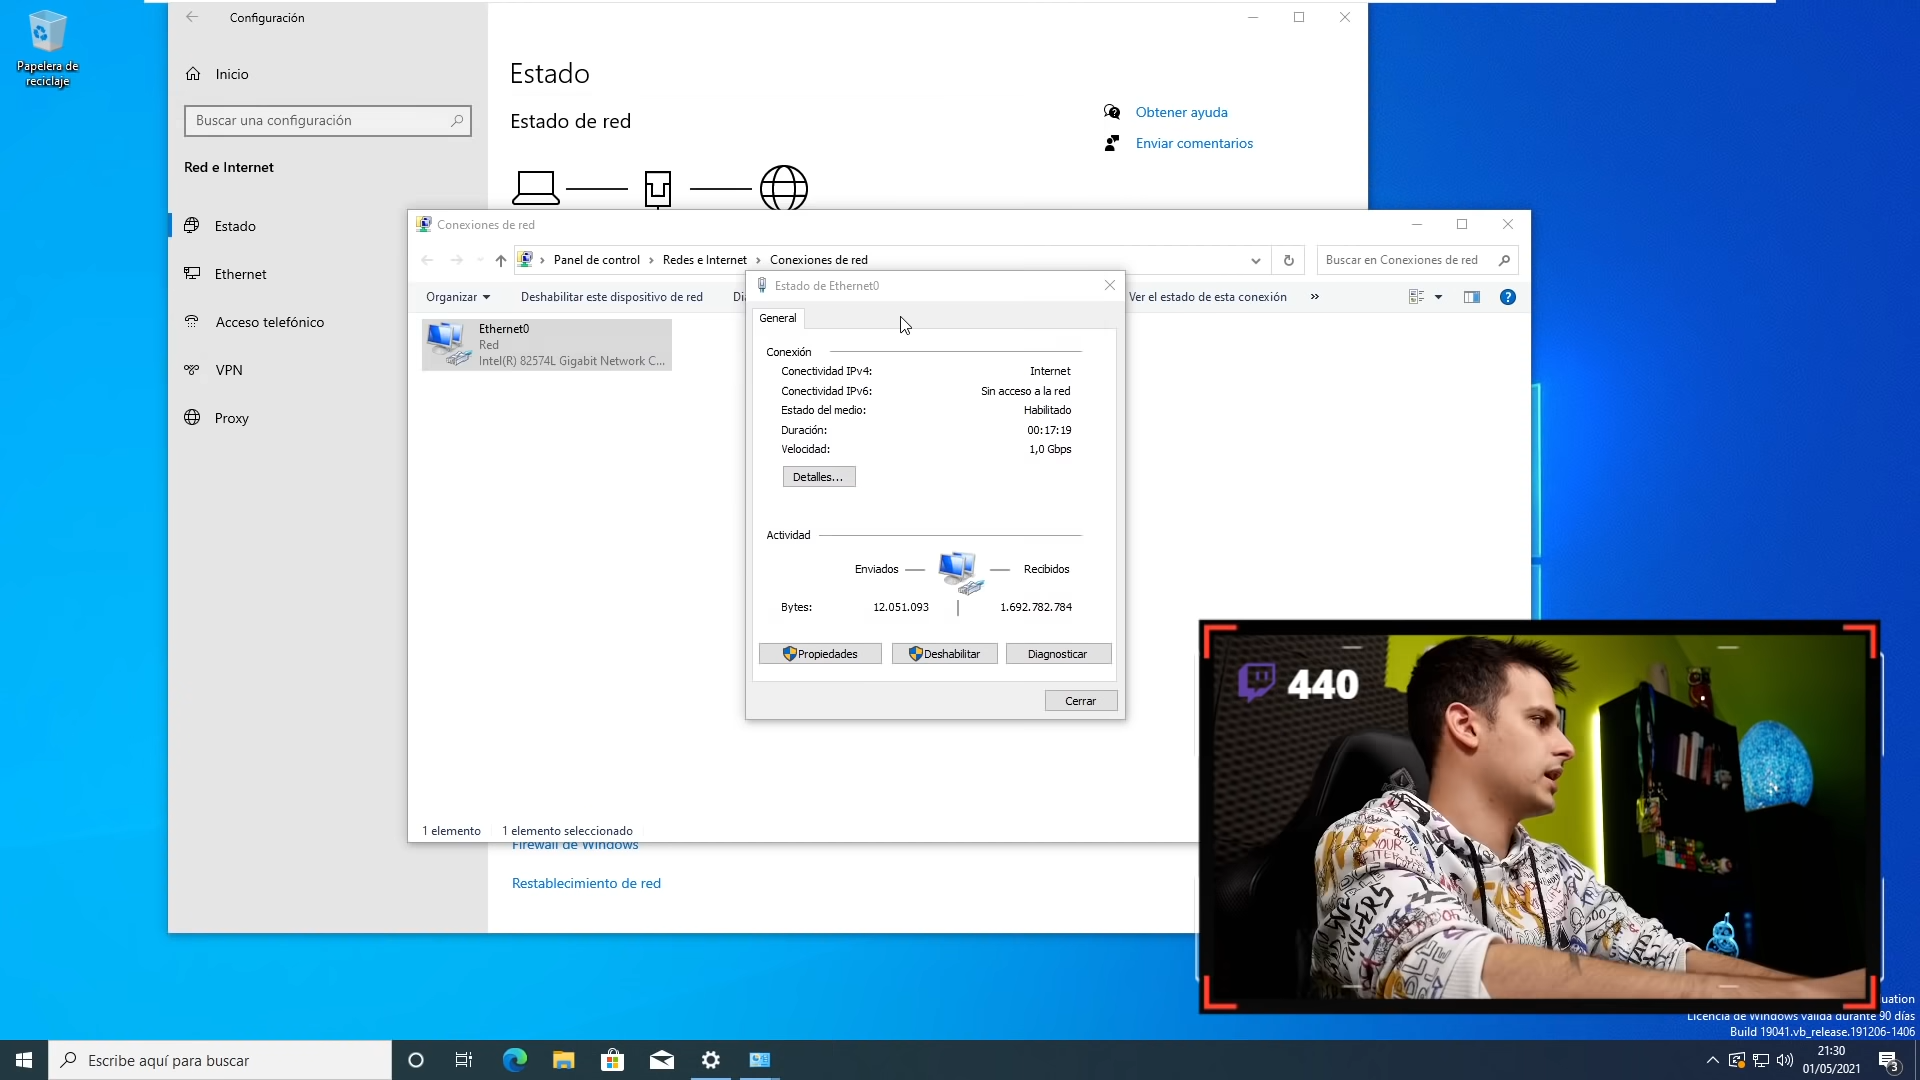 Papelera de
reciclaje
Configuración
Inicio
Buscar una configuración
Red e Internet
Estado
Ethernet
Acceso telefónico
VPN
Proxy
Estado
Estado de red
Obtener ayuda
Enviar comentarios
Conexiones de red
Panel de control > Redes e Internet > Conexiones de red
Buscar en Conexiones de red
Organizar
Deshabilitar este dispositivo de red
Ver el estado de esta conexión
»
Ethernet0
Red
Intel(R) 82574L Gigabit Network C...
Estado de Ethernet0
General
Conexión
Conectividad IPv4: Internet
Conectividad IPv6: Sin acceso a la red
Estado del medio: Habilitado
Duración: 00:17:19
Velocidad: 1,0 Gbps
Detalles...
Actividad
Enviados
Recibidos
Bytes: 12.051.093 1.692.782.784
Propiedades
Deshabilitar
Diagnosticar
Cerrar
1 elemento
1 elemento seleccionado
Firewall de Windows
Restablecimiento de red
440
uation
Licencia de Windows válida durante 90 días
Build 19041.vb_release.191206-1406
Escribe aquí para buscar
21:30
01/05/2021
3